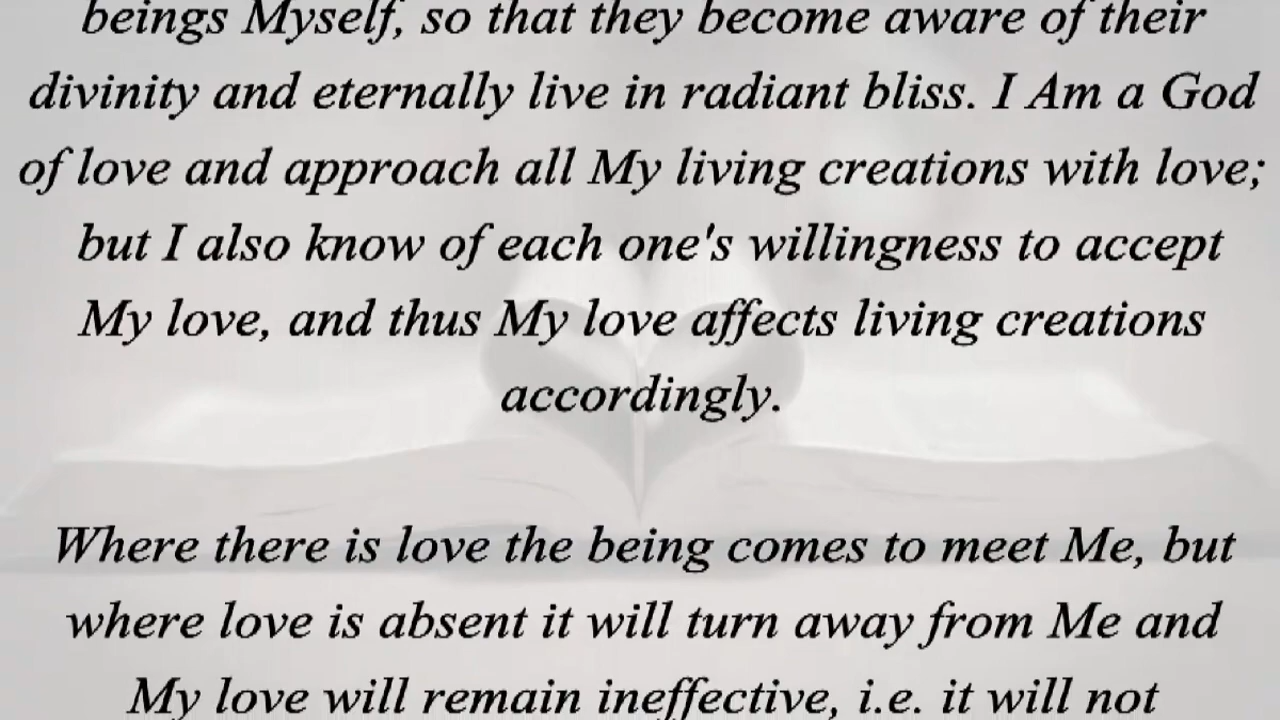 beings Myself, so that they become aware of their
divinity and eternally live in radiant bliss. I Am a God
of love and approach all My living creations with love;
but I also know of each one's willingness to accept
My love, and thus My love affects living creations
accordingly.
Where there is love the being comes to meet Me, but
where love is absent it will turn away from Me and
My love will remain ineffective, i.e. it will not